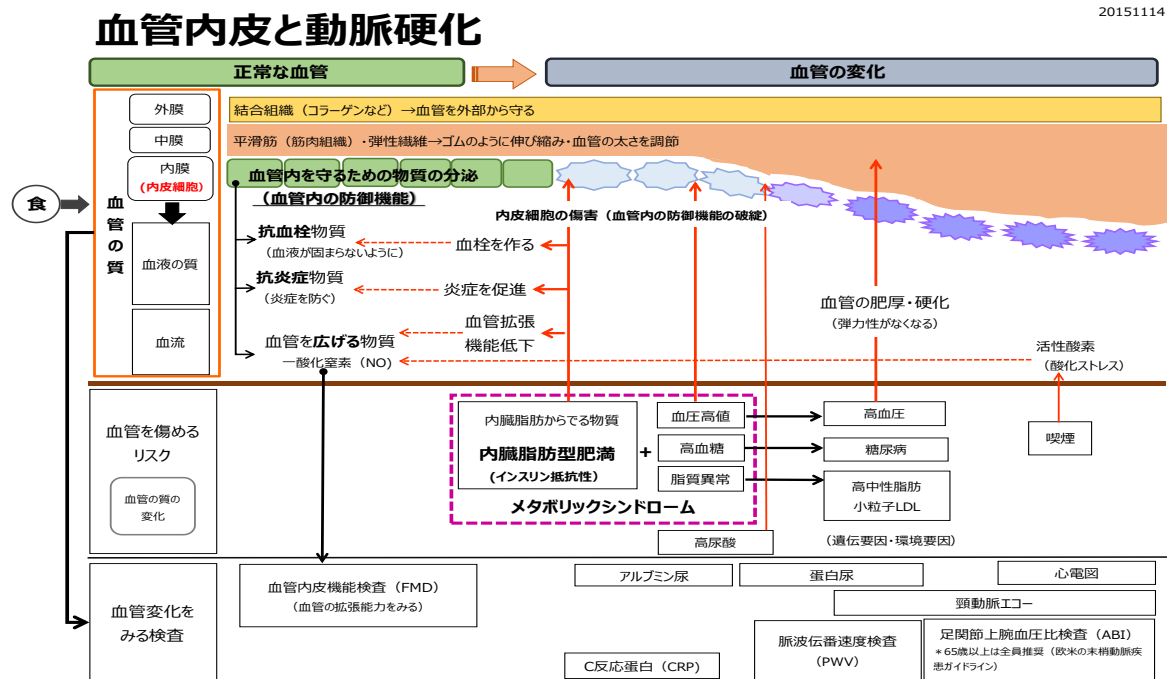 20151114
血管内皮と動脈硬化
正常な血管
血管の変化
外膜
結合組織（コラーゲンなど）→血管を外部から守る
中膜
平滑筋（筋肉組織）・弾性繊維→ゴムのように伸び縮み・血管の太さを調節
内膜
(内皮細胞)
血管内を守るための物質の分泌
(血管内の防御機能)
食
血管の質
内皮細胞の傷害（血管内の防御機能の破綻）
血液の質
抗血栓物質
（血液が固まらないように）
血栓を作る
抗炎症物質
（炎症を防ぐ）
炎症を促進
血管の肥厚・硬化
（弾力性がなくなる）
血流
血管を広げる物質
一酸化窒素（NO）
血管拡張
機能低下
活性酸素
（酸化ストレス）
血管を傷める
リスク
血管の質の
変化
内臓脂肪からでる物質
内臓脂肪型肥満
(インスリン抵抗性)
+
血圧高値
高血糖
脂質異常
メタボリックシンドローム
高血圧
糖尿病
高中性脂肪
小粒子LDL
（遺伝要因・環境要因）
喫煙
高尿酸
血管変化を
みる検査
血管内皮機能検査（FMD）
（血管の拡張能力をみる）
アルブミン尿
蛋白尿
心電図
頸動脈エコー
C反応蛋白（CRP）
脈波伝播速度検査
（PWV）
足関節上腕血圧比検査（ABI）
＊65歳以上は全員推奨（欧米の末梢動脈疾
患ガイドライン）